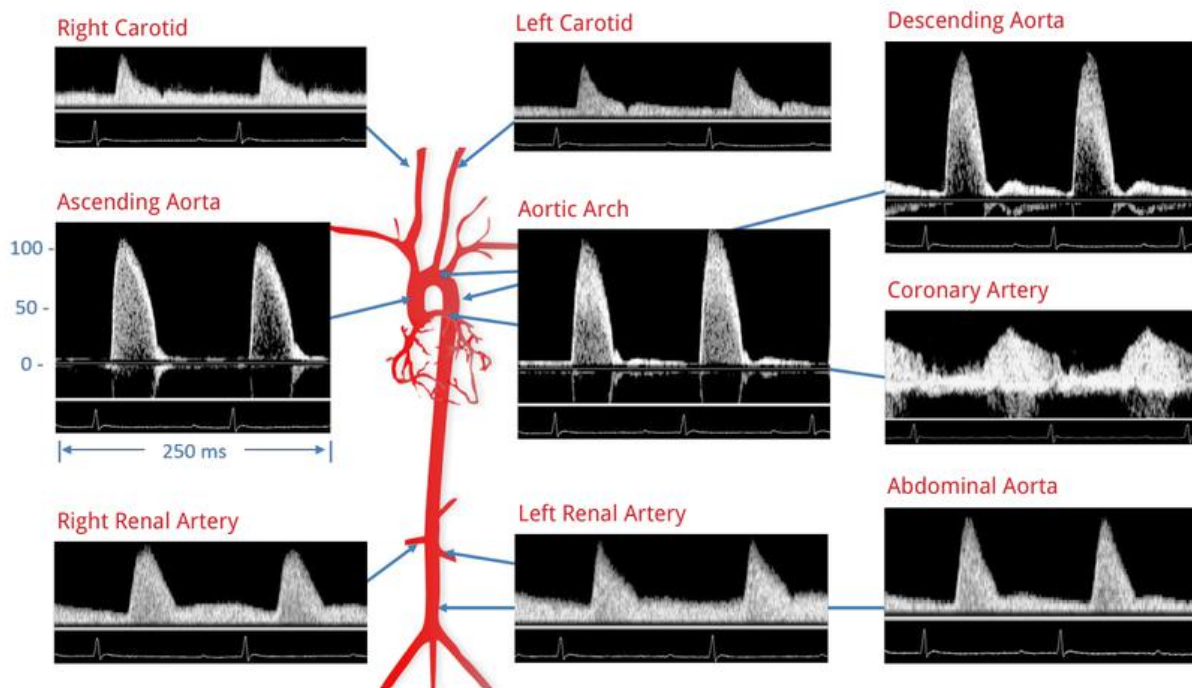 Right Carotid
Left Carotid
Descending Aorta
Ascending Aorta
Aortic Arch
100 -
50 -
0 -
Coronary Artery
250 ms
Right Renal Artery
Left Renal Artery
Abdominal Aorta